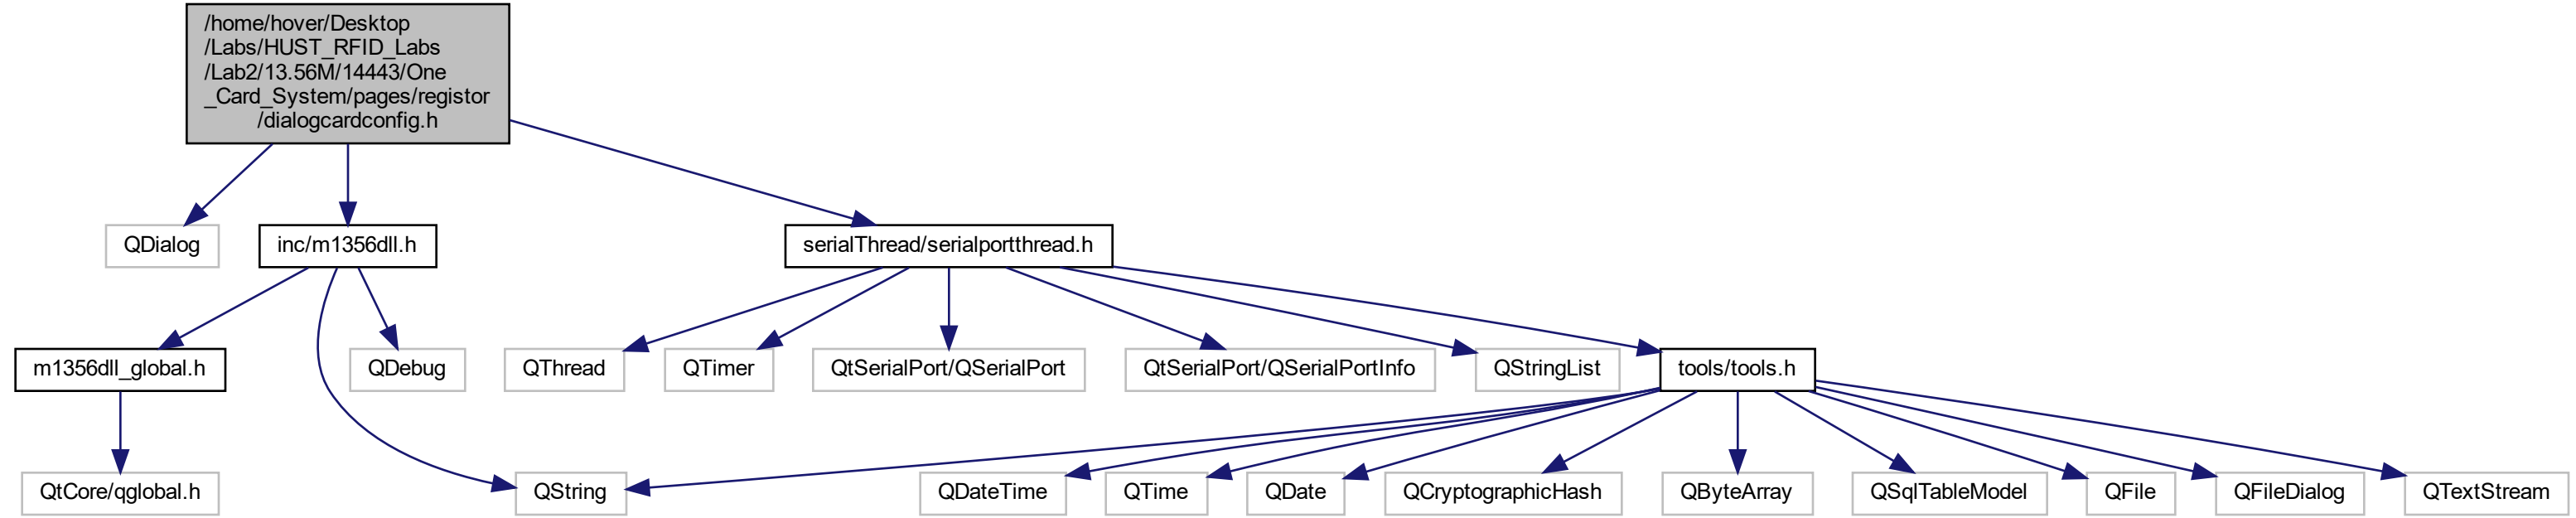 /home/hover/Desktop
/Labs/HUST_RFID_Labs
/Lab2/13.56M/14443/One
_Card_System/pages/registor
/dialogcardconfig.h
QDialog
inc/m1356dll.h
serialThread/serialportthread.h
m1356dll_global.h
QDebug
QThread
QTimer
QtSerialPort/QSerialPort
QtSerialPort/QSerialPortInfo
QStringList
tools/tools.h
QtCore/qglobal.h
QString
QDateTime
QTime
QDate
QCryptographicHash
QByteArray
QSqlTableModel
QFile
QFileDialog
QTextStream